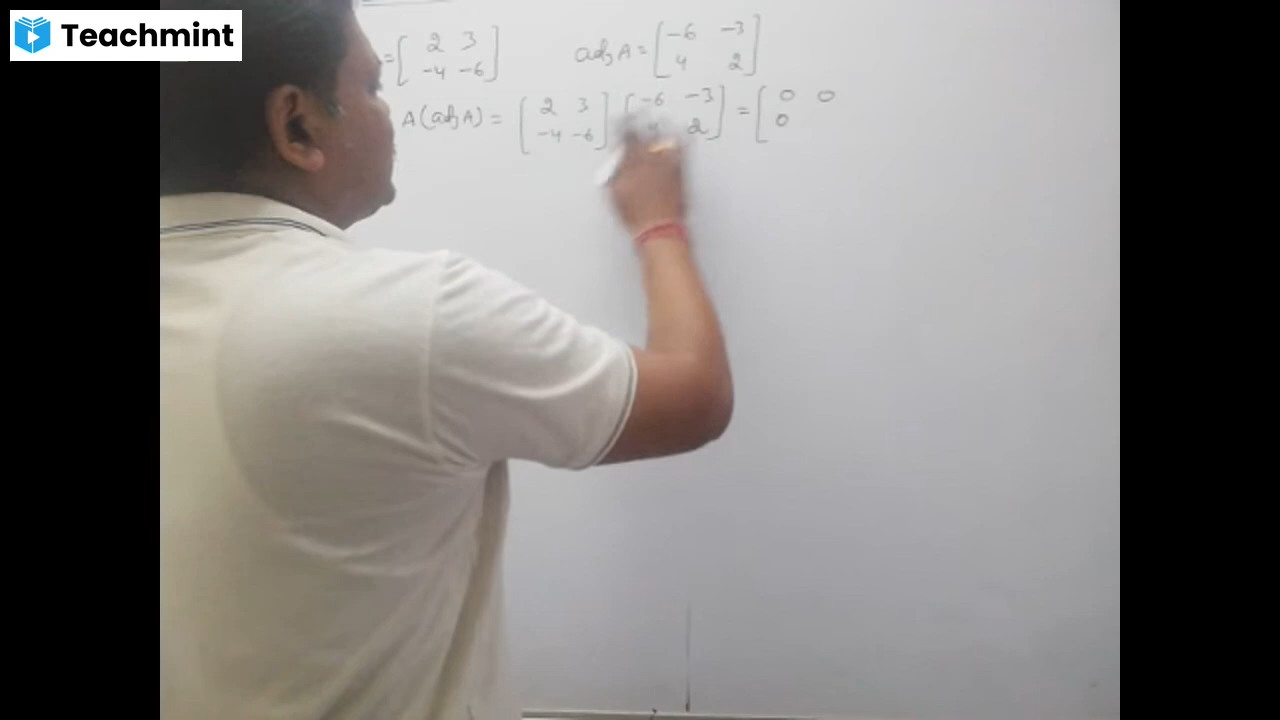 Teachmint
= [ 2 3 ; -4 -6 ] adj A = [ -6 -3 ; 4 2 ]
A (adj A) = [ 2 3 ; -4 -6 ] [ -6 -3 ; 4 2 ] = [ 0 0 ; 0